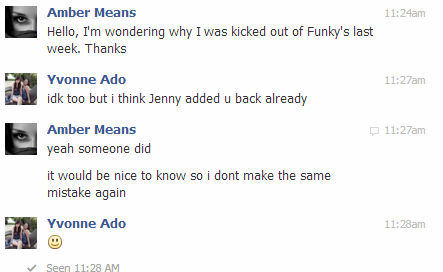 Amber Means 11:24am
Hello, I'm wondering why I was kicked out of Funky's last
week. Thanks
Yvonne Ado 11:27am
idk too but i think Jenny added u back already
Amber Means 11:27am
yeah someone did
it would be nice to know so i dont make the same
mistake again
Yvonne Ado 11:28am
Seen 11:28 AM